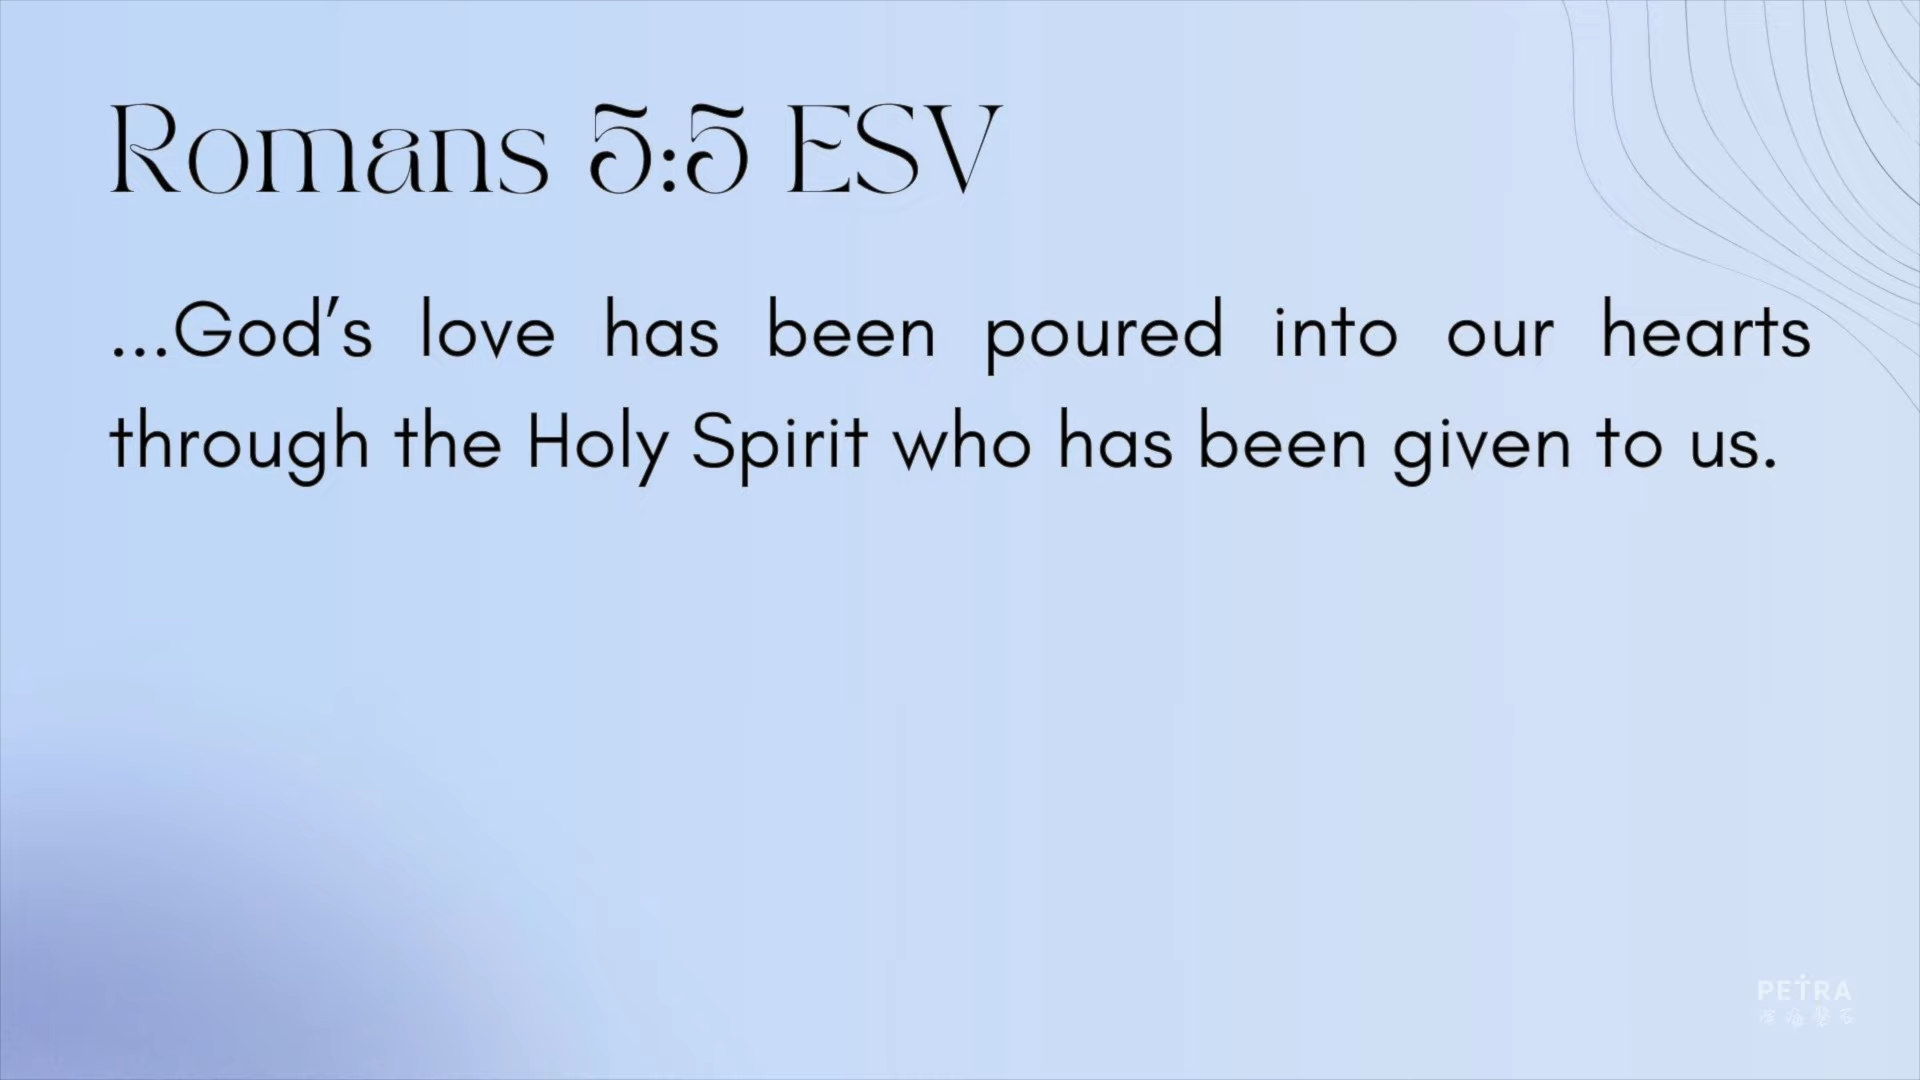 Romans 5:5 ESV
...God’s love has been poured into our hearts
through the Holy Spirit who has been given to us.
PETRA